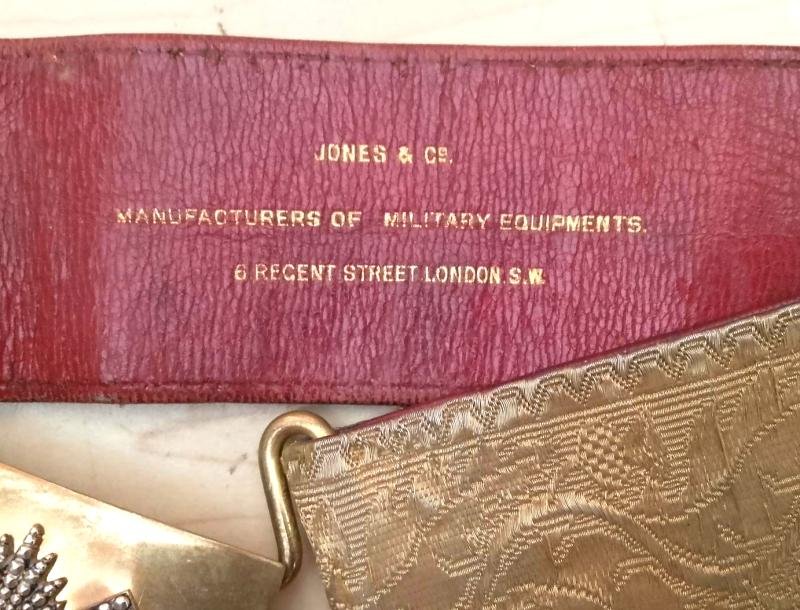 JONES & Co.
MANUFACTURERS OF MILITARY EQUIPMENTS.
6 REGENT STREET.LONDON.S.W.